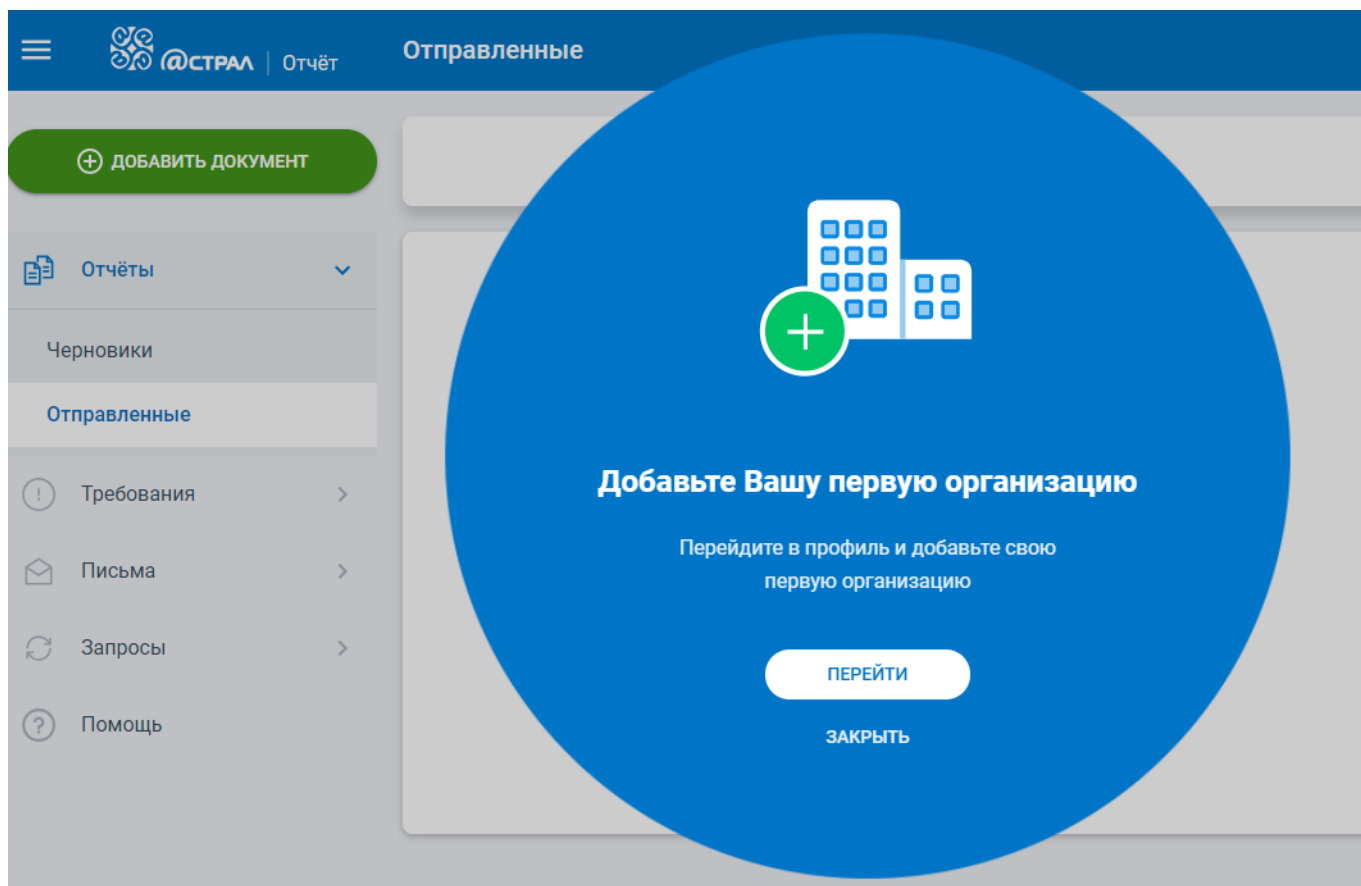 @СТРАЛ | Отчёт
Отправленные
ДОБАВИТЬ ДОКУМЕНТ
Отчёты
Черновики
Отправленные
Требования
Письма
Запросы
Помощь
Добавьте Вашу первую организацию
Перейдите в профиль и добавьте свою
первую организацию
ПЕРЕЙТИ
ЗАКРЫТЬ